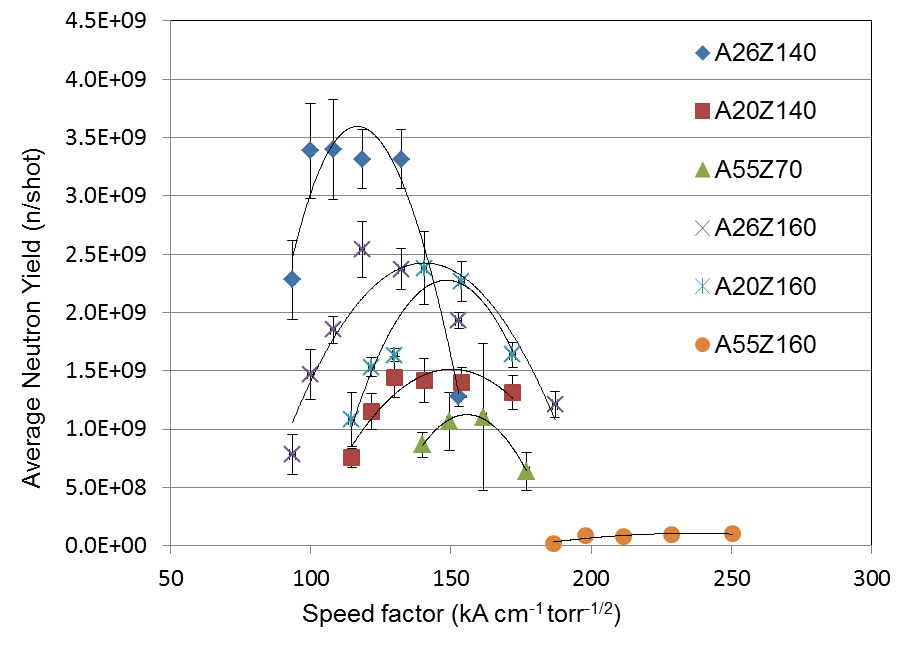 4.5E+09
4.0E+09
3.5E+09
3.0E+09
2.5E+09
2.0E+09
1.5E+09
1.0E+09
5.0E+08
0.0E+00
50 100 150 200 250 300
Speed factor (kA cm⁻¹ torr⁻¹/²)
Average Neutron Yield (n/shot)
A26Z140
A20Z140
A55Z70
A26Z160
A20Z160
A55Z160